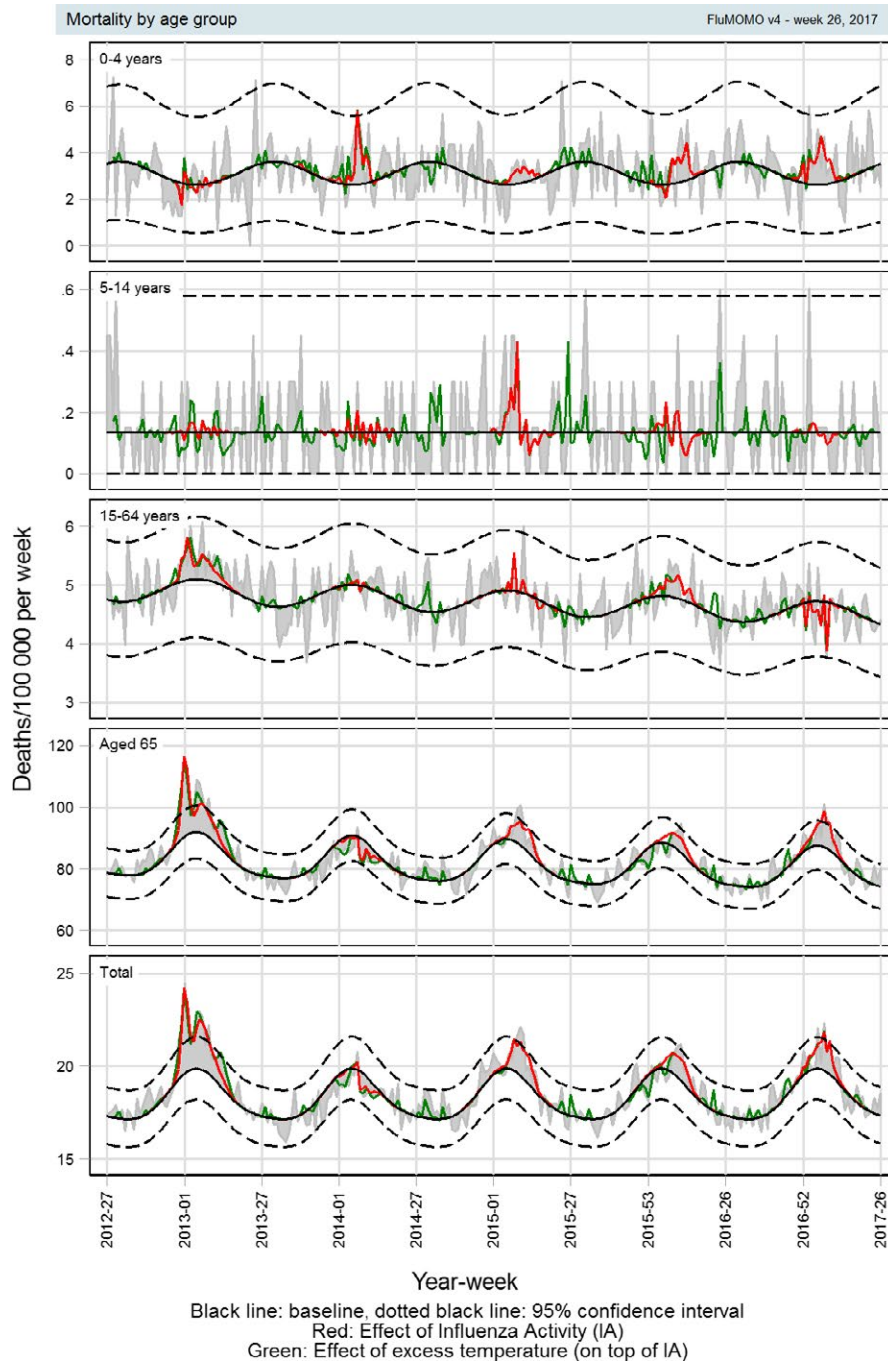 Mortality by age group
FluMOMO v4 - week 26, 2017
Deaths/100 000 per week
0-4 years
8
6
4
2
0
5-14 years
.6
.4
.2
0
15-64 years
6
5
4
3
Aged 65
120
100
80
60
Total
25
20
15
2012-27
2013-01
2013-27
2014-01
2014-27
2015-01
2015-27
2015-53
2016-26
2016-52
2017-26
Year-week
Black line: baseline, dotted black line: 95% confidence interval
Red: Effect of Influenza Activity (IA)
Green: Effect of excess temperature (on top of IA)